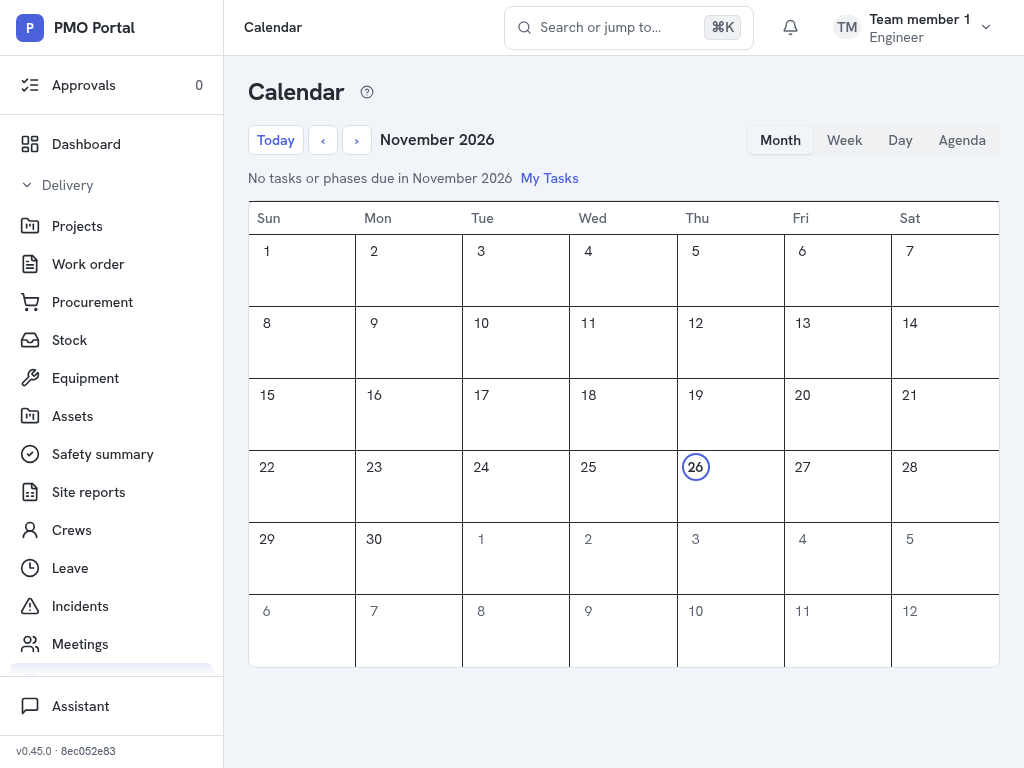 P PMO Portal
Calendar
Search or jump to... ⌘K
TM Team member 1
Engineer
Approvals 0
Dashboard
Delivery
Projects
Work order
Procurement
Stock
Equipment
Assets
Safety summary
Site reports
Crews
Leave
Incidents
Meetings
Assistant
v0.45.0 · 8ec052e83
Calendar
Today ‹ › November 2026
Month Week Day Agenda
No tasks or phases due in November 2026 My Tasks
Sun Mon Tue Wed Thu Fri Sat
1 2 3 4 5 6 7
8 9 10 11 12 13 14
15 16 17 18 19 20 21
22 23 24 25 26 27 28
29 30 1 2 3 4 5
6 7 8 9 10 11 12